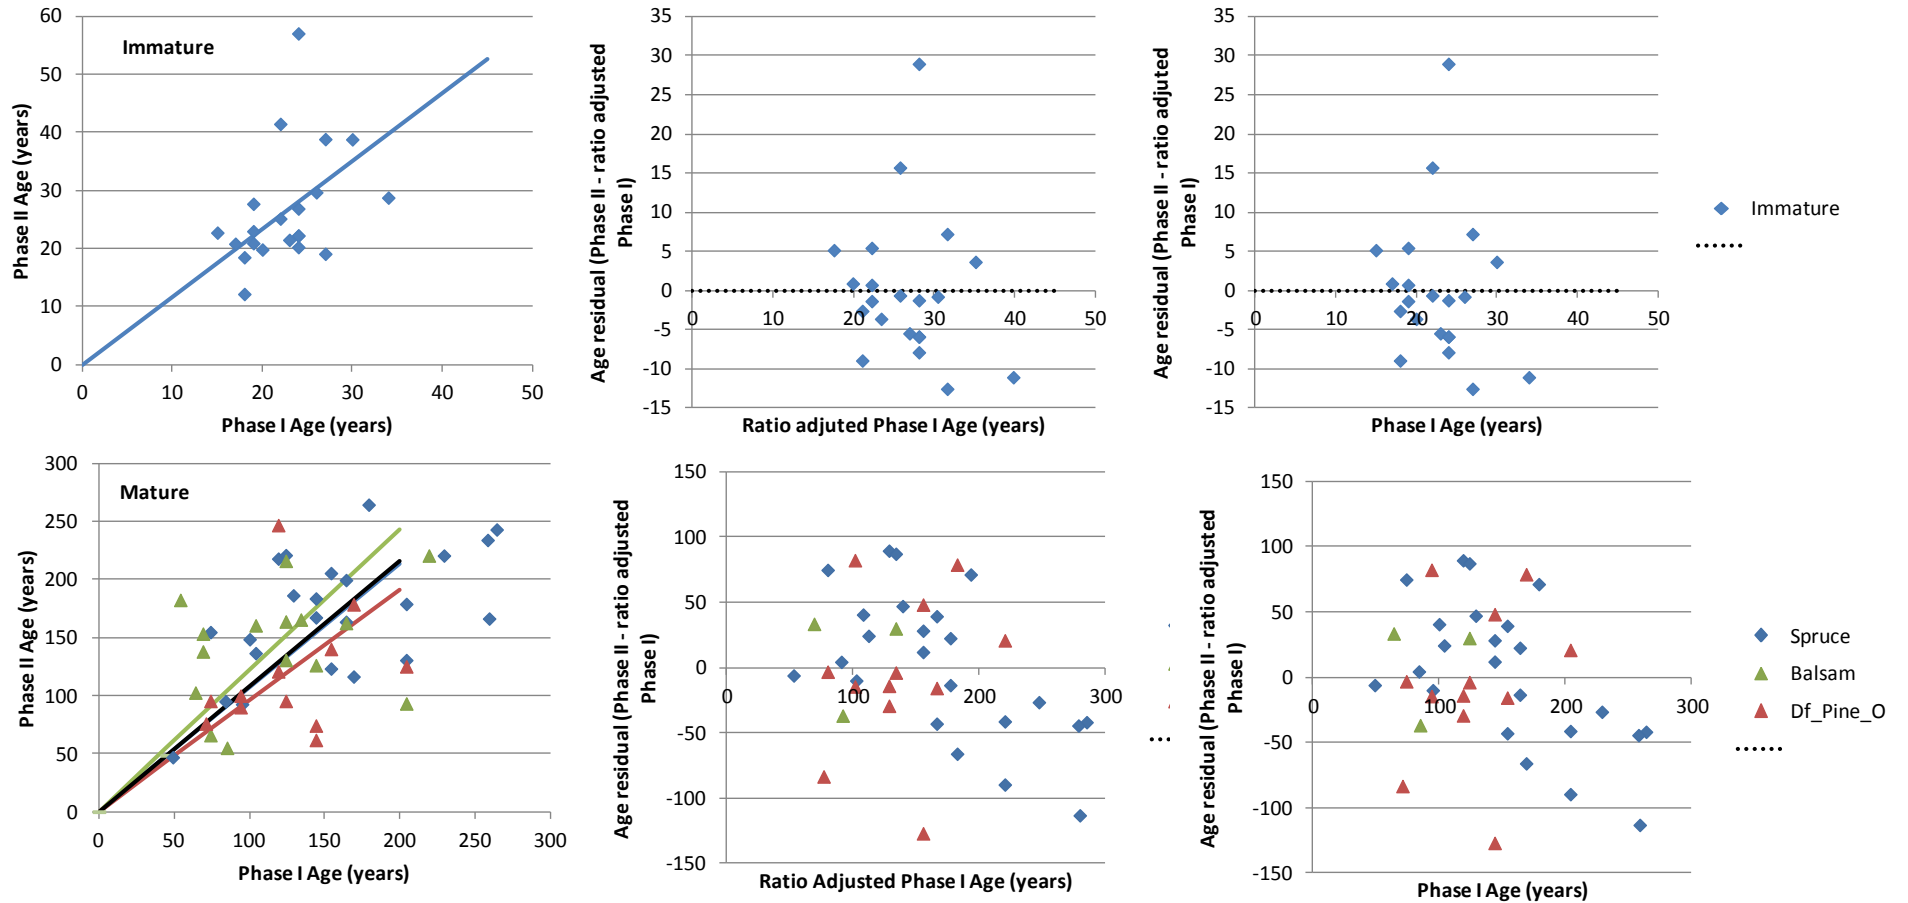 Immature
60
50
40
30
20
10
0
0 10 20 30 40 50
Phase II Age (years)
Phase I Age (years)
35
30
25
20
15
10
5
0
-5
-10
-15
0 10 20 30 40 50
Age residual (Phase II - ratio adjusted
Phase I)
Ratio adjuted Phase I Age (years)
35
30
25
20
15
10
5
0
-5
-10
-15
0 10 20 30 40 50
Age residual (Phase II - ratio adjusted
Phase I)
Phase I Age (years)
Immature
Mature
300
250
200
150
100
50
0
0 50 100 150 200 250 300
Phase II Age (years)
Phase I Age (years)
150
100
50
0
-50
-100
-150
0 100 200 300
Age residual (Phase II - ratio adjusted
Phase I)
Ratio Adjusted Phase I Age (years)
150
100
50
0
-50
-100
-150
0 100 200 300
Age residual (Phase II - ratio adjusted
Phase I)
Phase I Age (years)
Spruce
Balsam
Df_Pine_O